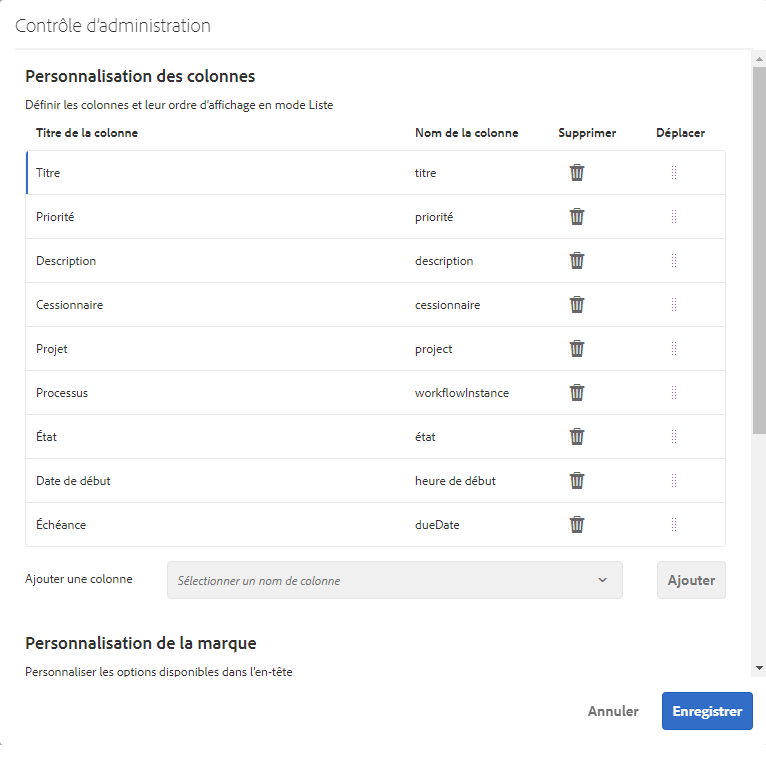 Contrôle d'administration
Personnalisation des colonnes
Définir les colonnes et leur ordre d'affichage en mode Liste
Titre de la colonne Nom de la colonne Supprimer Déplacer
Titre titre
Priorité priorité
Description description
Cessionnaire cessionnaire
Projet project
Processus workflowInstance
État état
Date de début heure de début
Échéance dueDate
Ajouter une colonne Sélectionner un nom de colonne Ajouter
Personnalisation de la marque
Personnaliser les options disponibles dans l'en-tête
Annuler Enregistrer